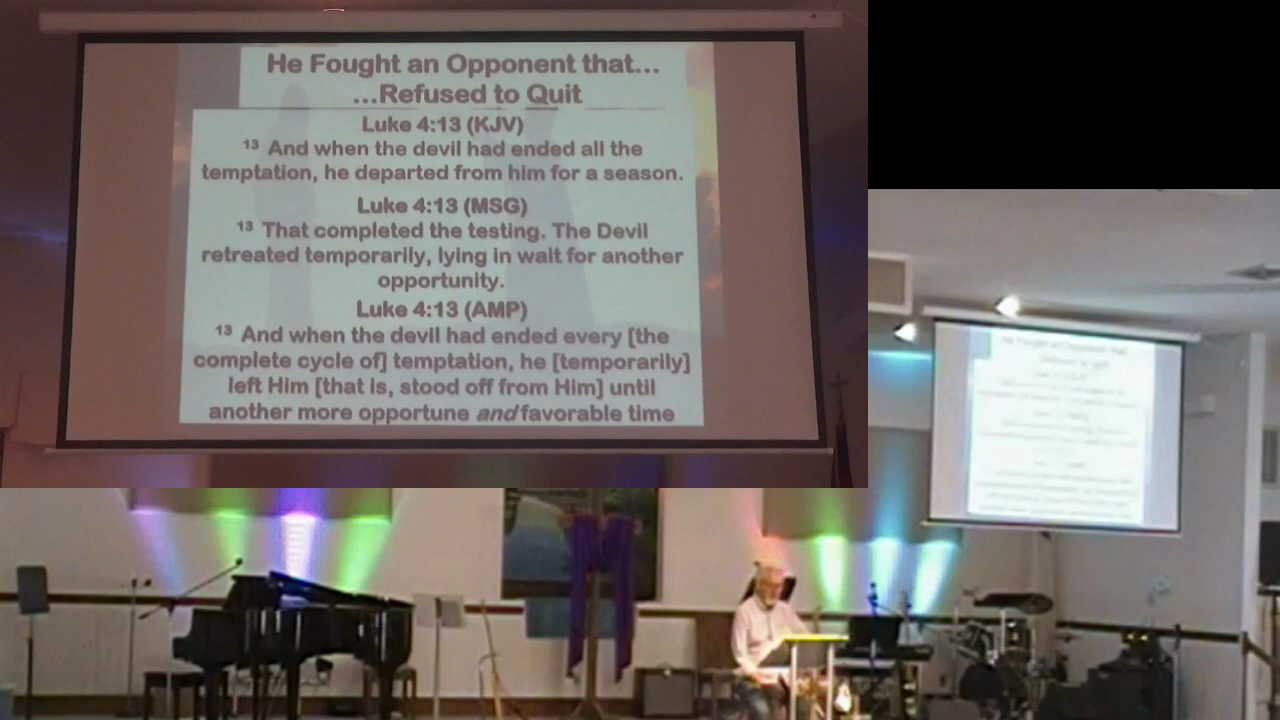 He Fought an Opponent that...
...Refused to Quit
Luke 4:13 (KJV)
13 And when the devil had ended all the
temptation, he departed from him for a season.
Luke 4:13 (MSG)
13 That completed the testing. The Devil
retreated temporarily, lying in wait for another
opportunity.
Luke 4:13 (AMP)
13 And when the devil had ended every [the
complete cycle of] temptation, he [temporarily]
left Him [that is, stood off from Him] until
another more opportune and favorable time